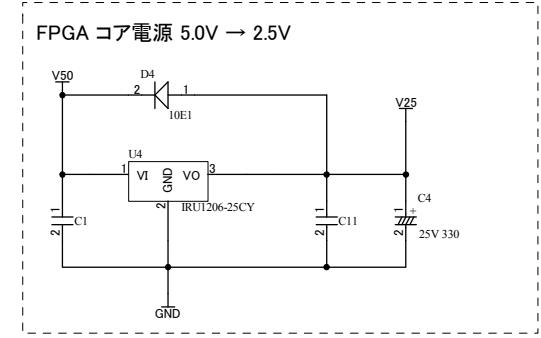 FPGA コア電源 5.0V → 2.5V
V50
D4
2
1
10E1
V25
U4
1
VI
GND
VO
3
2
IRU1206-25CY
1
2
C1
1
2
C11
C4
1
+
2
25V 330
GND